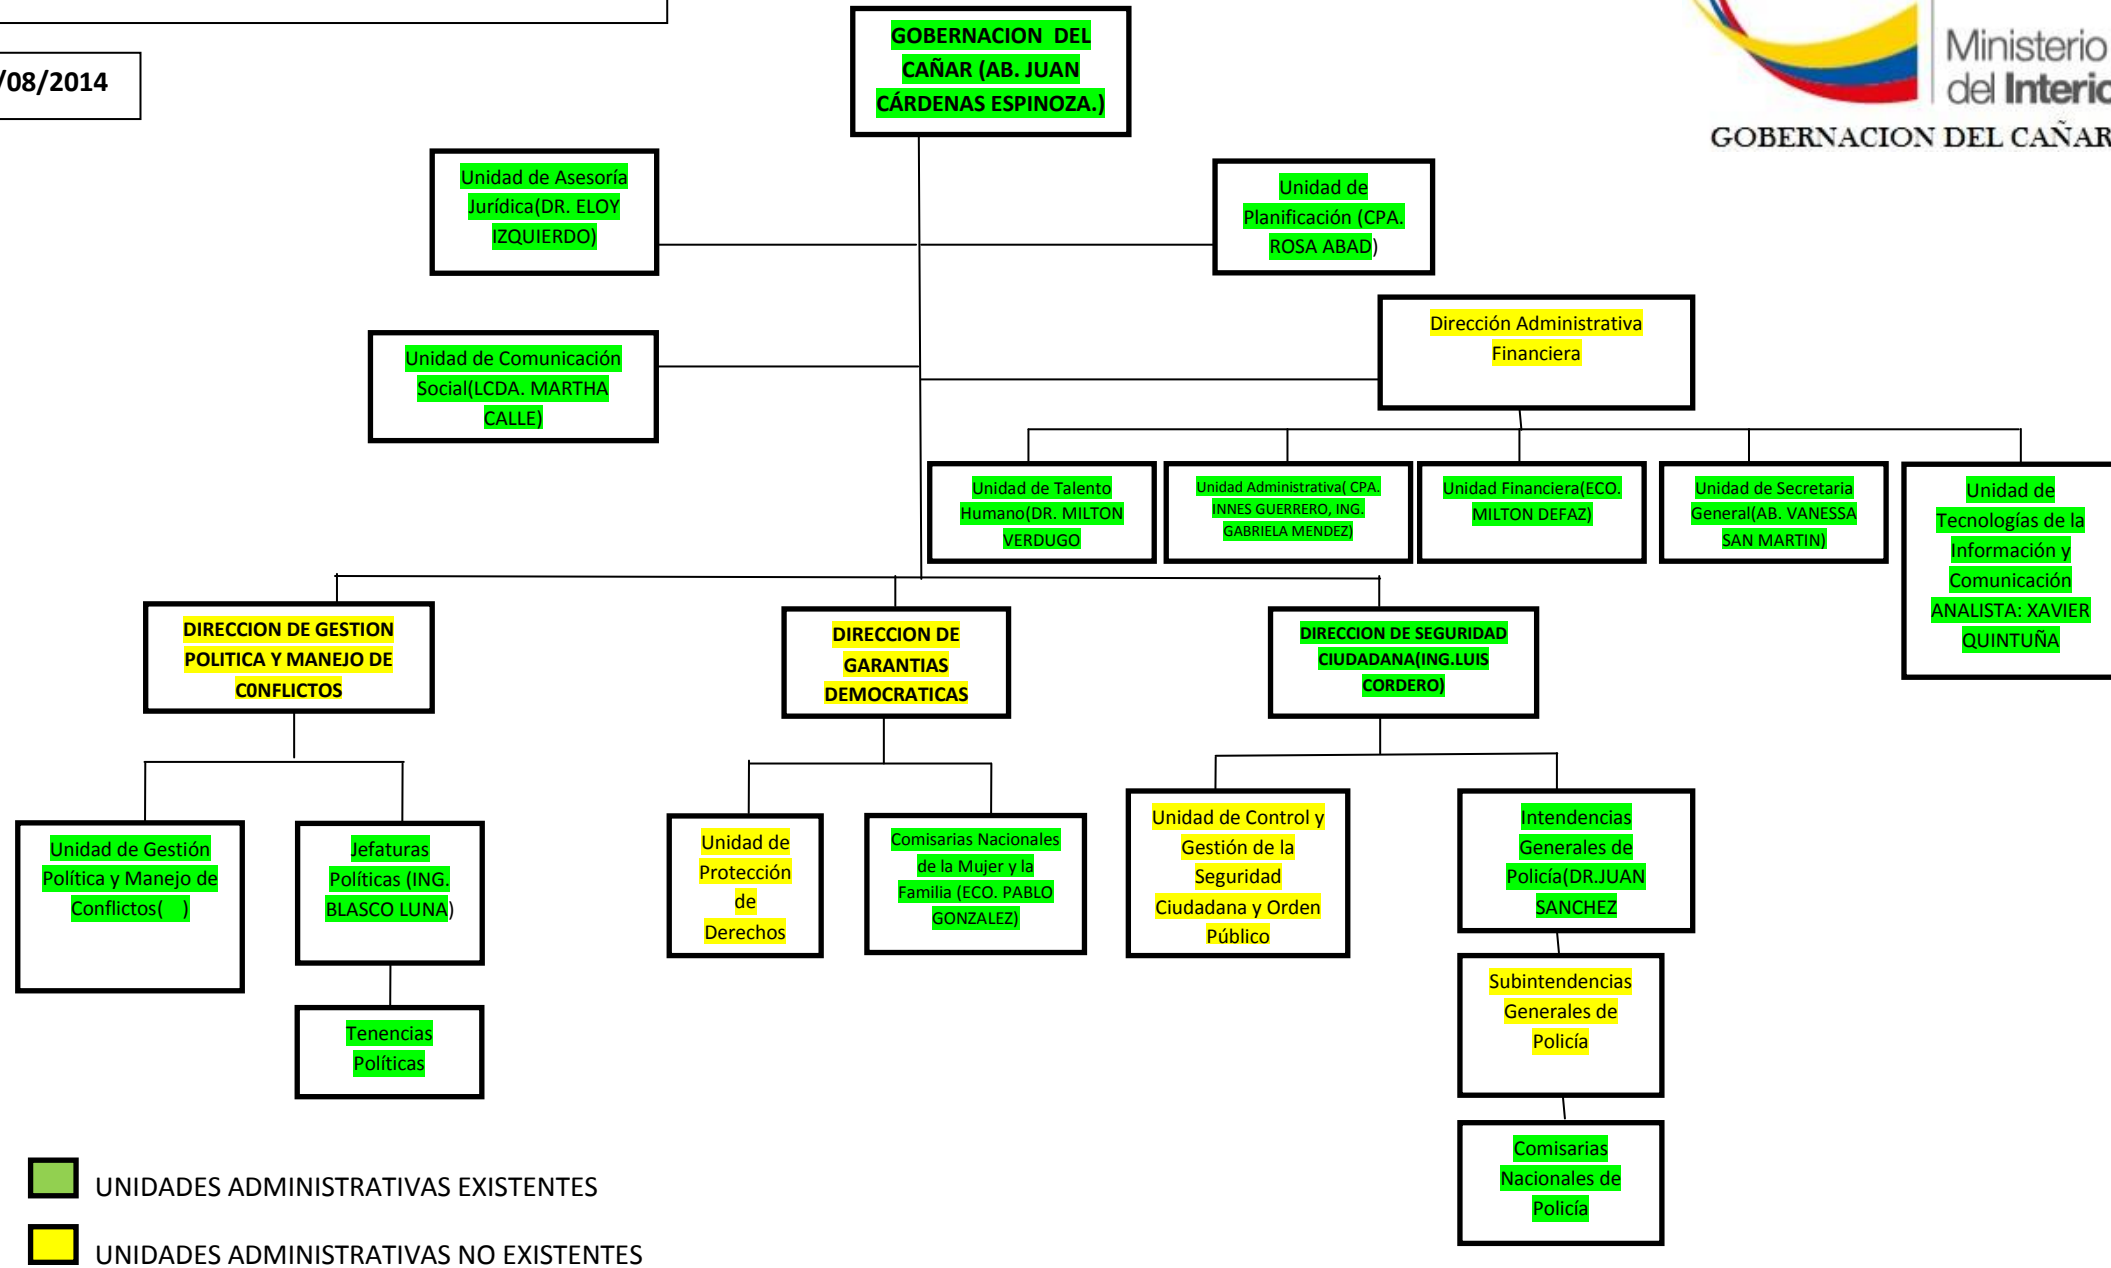 GOBERNACION DEL
CAÑAR (AB. JUAN
CÁRDENAS ESPINOZA.)
/08/2014
Ministerio
del Interio
GOBERNACION DEL CAÑAR
Unidad de Asesoría
Jurídica(DR. ELOY
IZQUIERDO)
Unidad de
Planificación (CPA.
ROSA ABAD)
Dirección Administrativa
Financiera
Unidad de Comunicación
Social(LCDA. MARTHA
CALLE)
Unidad de Talento
Humano(DR. MILTON
VERDUGO
Unidad Administrativa( CPA.
INNES GUERRERO, ING.
GABRIELA MENDEZ)
Unidad Financiera(ECO.
MILTON DEFAZ)
Unidad de Secretaria
General(AB. VANESSA
SAN MARTIN)
Unidad de
Tecnologías de la
Información y
Comunicación
ANALISTA: XAVIER
QUINTUÑA
DIRECCION DE GESTION
POLITICA Y MANEJO DE
C0NFLICTOS
DIRECCION DE
GARANTIAS
DEMOCRATICAS
DIRECCION DE SEGURIDAD
CIUDADANA(ING.LUIS
CORDERO)
Unidad de Gestión
Política y Manejo de
Conflictos(   )
Jefaturas
Políticas (ING.
BLASCO LUNA)
Unidad de
Protección
de
Derechos
Comisarias Nacionales
de la Mujer y la
Familia (ECO. PABLO
GONZALEZ)
Unidad de Control y
Gestión de la
Seguridad
Ciudadana y Orden
Público
Intendencias
Generales de
Policía(DR.JUAN
SANCHEZ
Subintendencias
Generales de
Policía
Tenencias
Políticas
Comisarias
Nacionales de
Policía
UNIDADES ADMINISTRATIVAS EXISTENTES
UNIDADES ADMINISTRATIVAS NO EXISTENTES